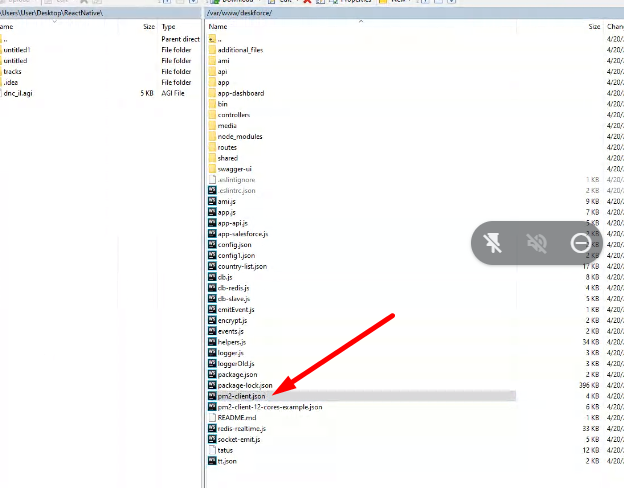 Download Edit Properties New
\Users\User\Desktop\ReactNative\
/var/www/deskforce/
ame Size Type
Name Size Chang
.. Parent direct
untitled1 File folder
untitled File folder
tracks File folder
.idea File folder
dnc_il.agi 5 KB AGI File
.. 4/20/
additional_files 4/20/
ami 4/20/
api 4/20/
app 4/20/
app-dashboard 4/20/
bin 4/20/
controllers 4/20/
media 4/20/
node_modules 4/20/
routes 4/20/
shared 4/20/
swagger-ui 4/20/
.eslintignore 1 KB 4/20/
.eslintrc.json 2 KB 4/20/
ami.js 9 KB 4/20/
app.js 7 KB 4/20/
app-api.js 5 KB 4/20/
app-salesforce.js 2 KB 4/20/
config.json 2 KB 4/20/
config1.json 2 KB 4/20/
country-list.json 17 KB 4/20/
db.js 8 KB 4/20/
db-redis.js 4 KB 4/20/
db-slave.js 5 KB 4/20/
emitEvent.js 1 KB 4/20/
encrypt.js 2 KB 4/20/
events.js 2 KB 4/20/
helpers.js 34 KB 4/20/
logger.js 3 KB 4/20/
loggerOld.js 3 KB 4/20/
package.json 2 KB 4/20/
package-lock.json 396 KB 4/20/
pm2-client.json 4 KB 4/20/
pm2-client-12-cores-example.json 6 KB 4/20/
README.md 1 KB 4/20/
redis-realtime.js 33 KB 4/20/
socket-emit.js 5 KB 4/20/
tatus 12 KB 4/20/
tt.json 2 KB 4/20/